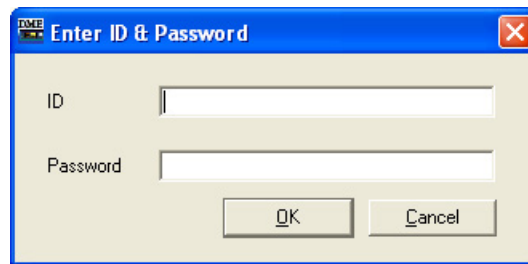 DME
Enter ID & Password
ID
Password
OK
Cancel